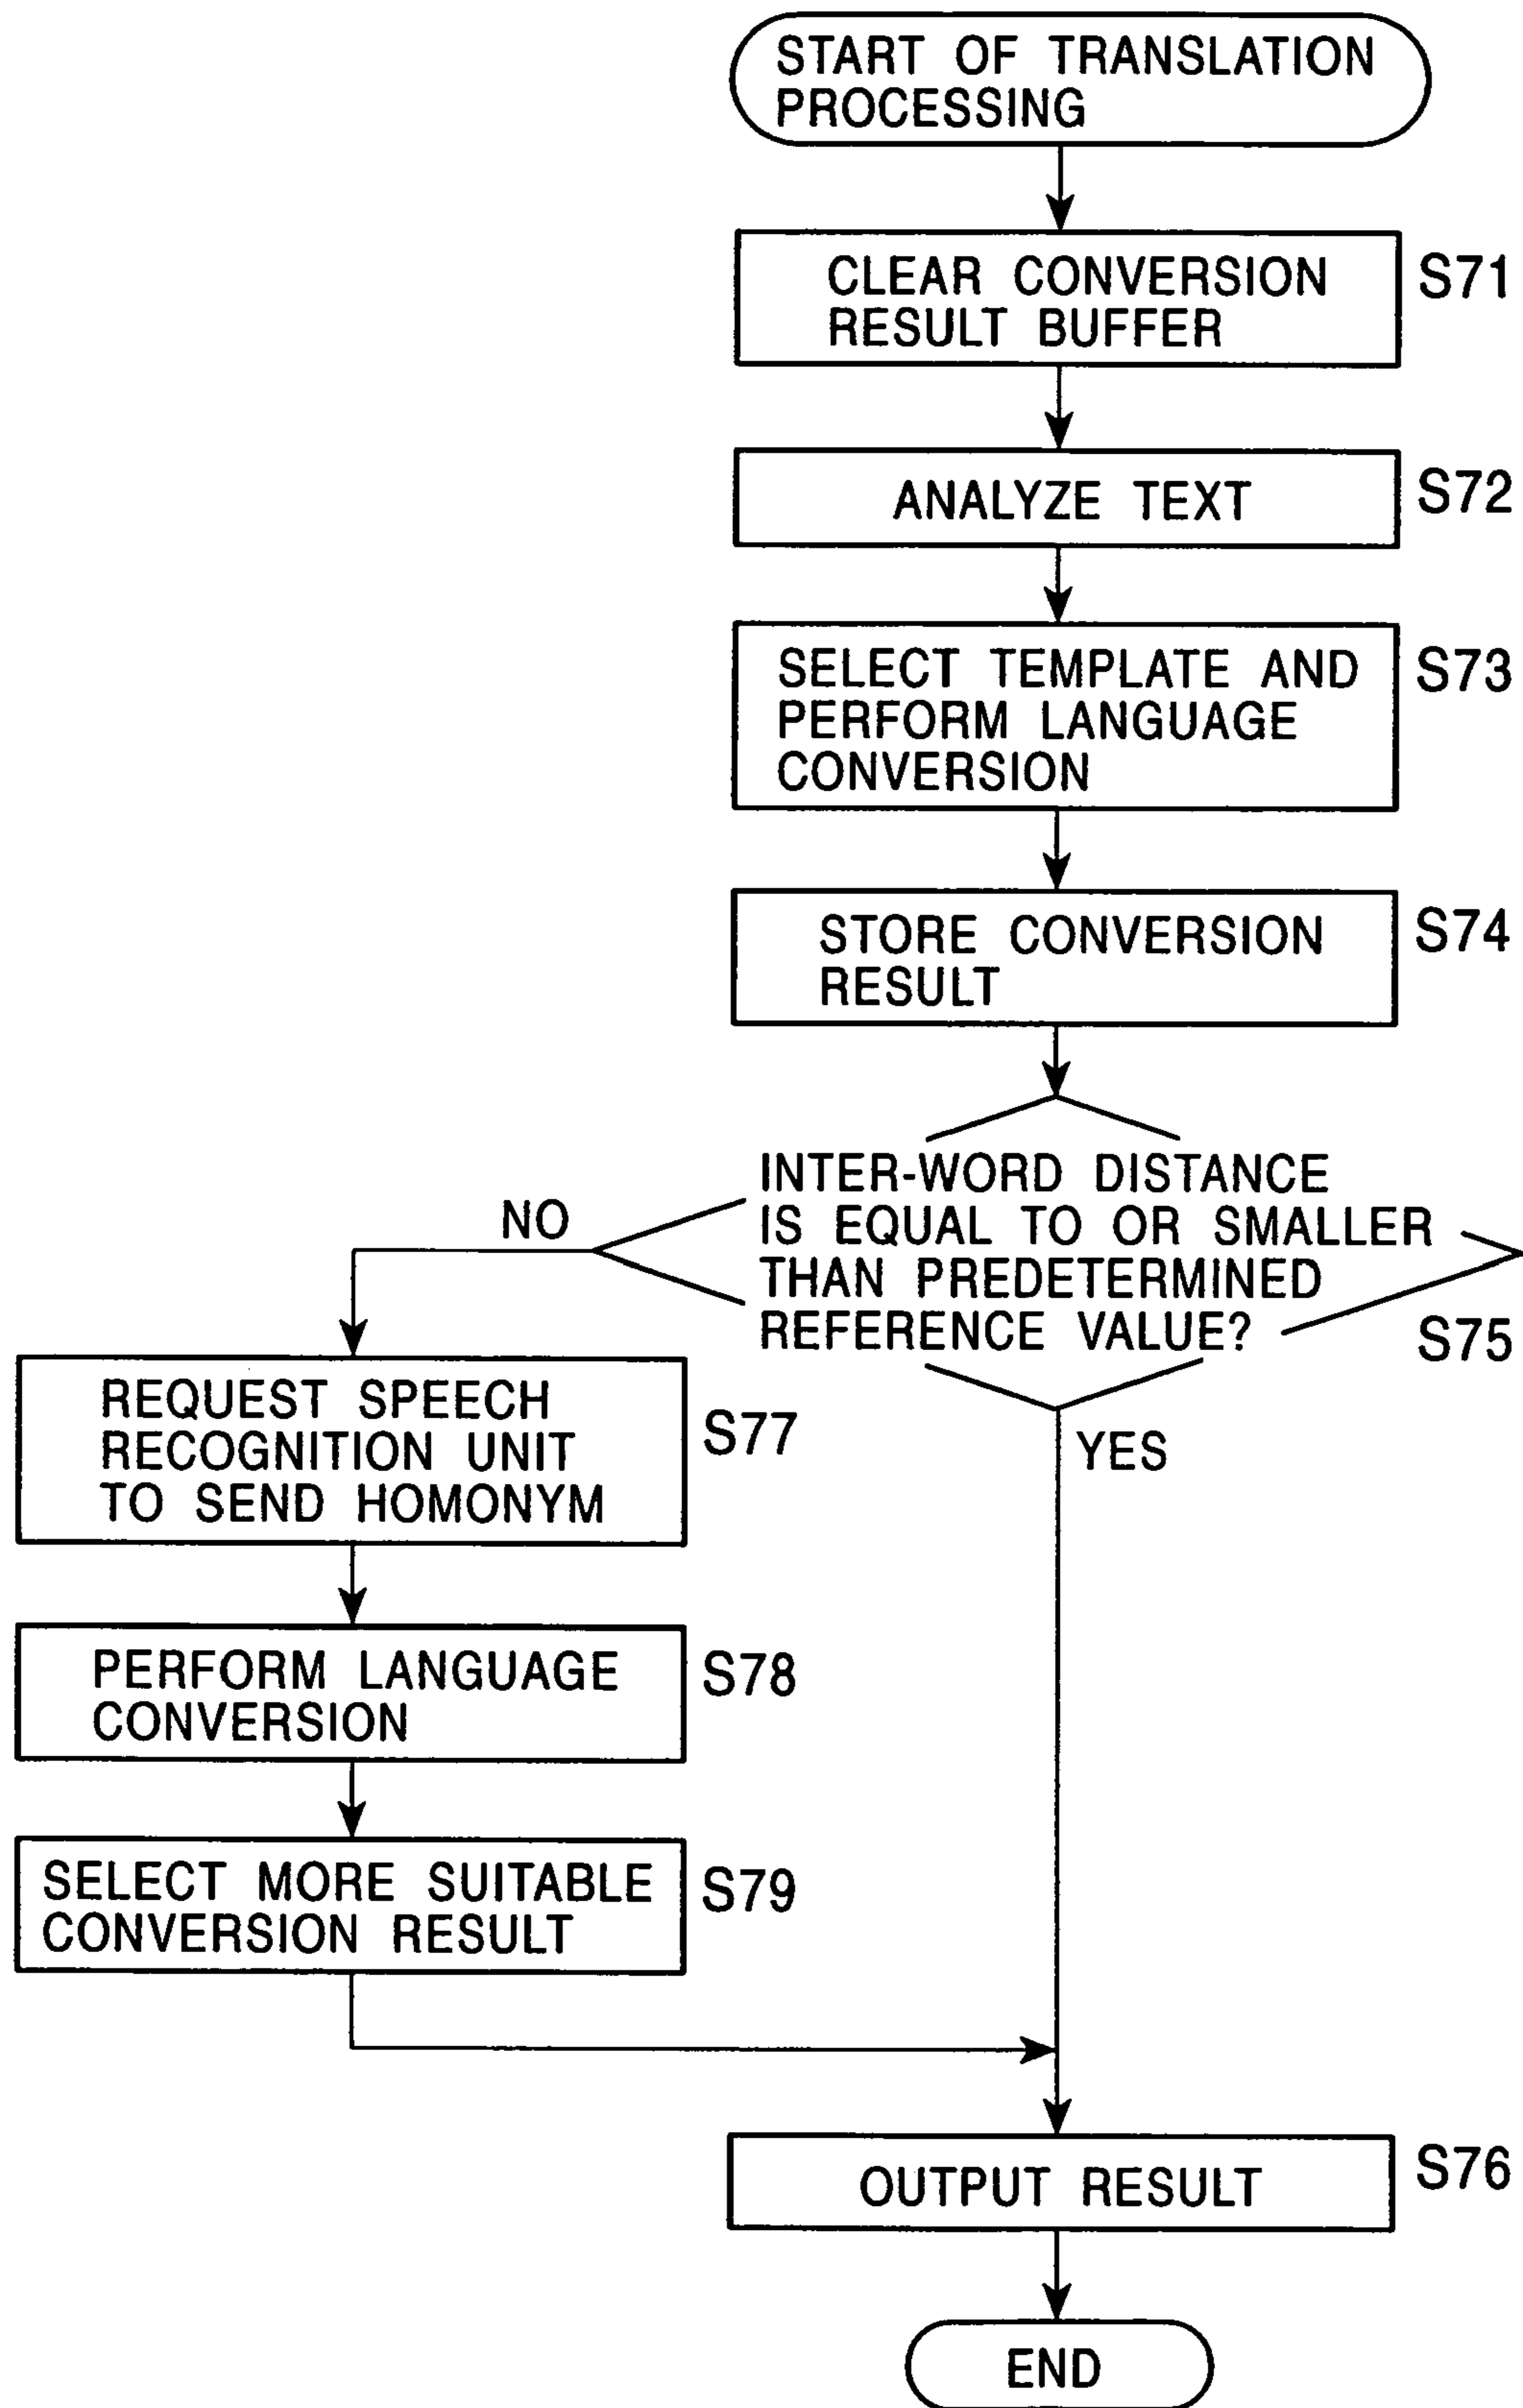 START OF TRANSLATION
PROCESSING
CLEAR CONVERSION
RESULT BUFFER
S71
ANALYZE TEXT
S72
SELECT TEMPLATE AND
PERFORM LANGUAGE
CONVERSION
S73
STORE CONVERSION
RESULT
S74
INTER-WORD DISTANCE
IS EQUAL TO OR SMALLER
THAN PREDETERMINED
REFERENCE VALUE?
S75
NO
YES
REQUEST SPEECH
RECOGNITION UNIT
TO SEND HOMONYM
S77
PERFORM LANGUAGE
CONVERSION
S78
SELECT MORE SUITABLE
CONVERSION RESULT
S79
OUTPUT RESULT
S76
END